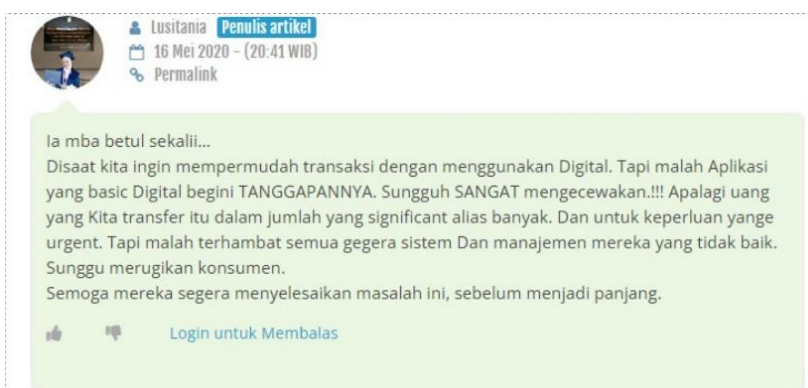 Lusitania Penulis artikel
16 Mei 2020 - (20:41 WIB)
Permalink
Ia mba betul sekalii...
Disaat kita ingin mempermudah transaksi dengan menggunakan Digital. Tapi malah Aplikasi
yang basic Digital begini TANGGAPANNYA. Sungguh SANGAT mengecewakan.!!! Apalagi uang
yang Kita transfer itu dalam jumlah yang significant alias banyak. Dan untuk keperluan yange
urgent. Tapi malah terhambat semua gegera sistem Dan manajemen mereka yang tidak baik.
Sunggu merugikan konsumen.
Semoga mereka segera menyelesaikan masalah ini, sebelum menjadi panjang.
Login untuk Membalas